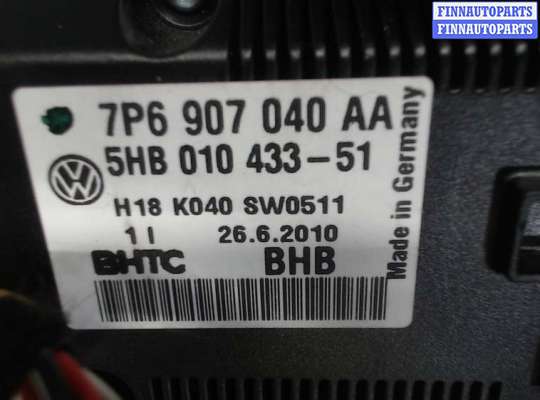 FINNAUTOPARTS
FINNAUTOPARTS
7P6 907 040 AA
5HB 010 433-51
H18 K040 SW0511
1 I 26.6.2010
BHTC BHB
Made in Germany